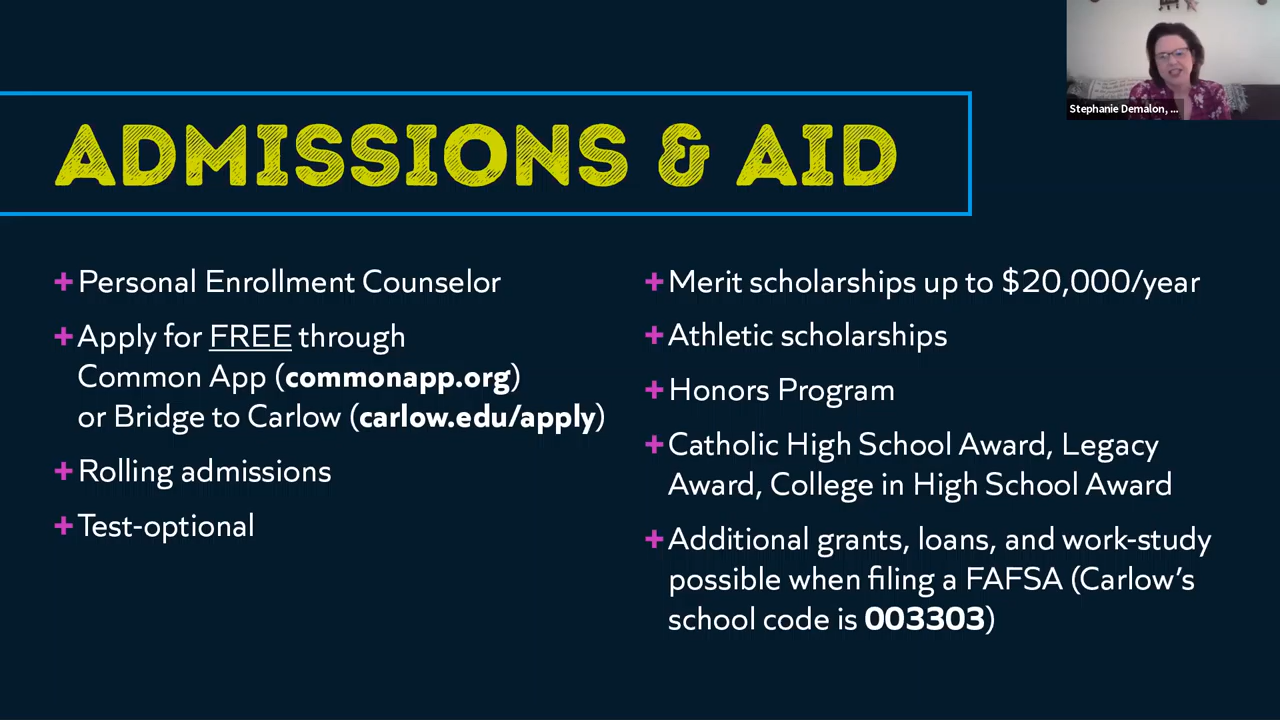 Stephanie Demalon, ...
ADMISSIONS & AID
+Personal Enrollment Counselor
+Apply for FREE through
Common App (commonapp.org)
or Bridge to Carlow (carlow.edu/apply)
+Rolling admissions
+Test-optional
+Merit scholarships up to $20,000/year
+Athletic scholarships
+Honors Program
+Catholic High School Award, Legacy
Award, College in High School Award
+Additional grants, loans, and work-study
possible when filing a FAFSA (Carlow’s
school code is 003303)